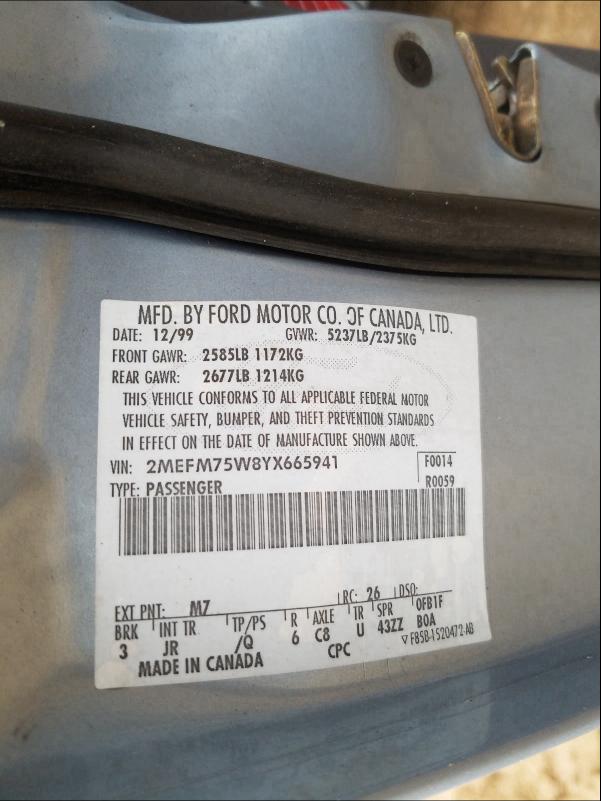 MFD. BY FORD MOTOR CO. OF CANADA, LTD.
DATE: 12/99 GVWR: 5237LB/2375KG
FRONT GAWR: 2585LB 1172KG
REAR GAWR: 2677LB 1214KG
THIS VEHICLE CONFORMS TO ALL APPLICABLE FEDERAL MOTOR
VEHICLE SAFETY, BUMPER, AND THEFT PREVENTION STANDARDS
IN EFFECT ON THE DATE OF MANUFACTURE SHOWN ABOVE.
VIN: 2MEFM75W8YX665941 F0014
TYPE: PASSENGER R0059
EXT PNT: M7 RC: 26 DSO:
BRK INT TR TP/PS R AXLE TR SPR 0FB1F
3 JR /Q 6 C8 U 43ZZ BOA
MADE IN CANADA CPC ▽F85B-1520472-AB